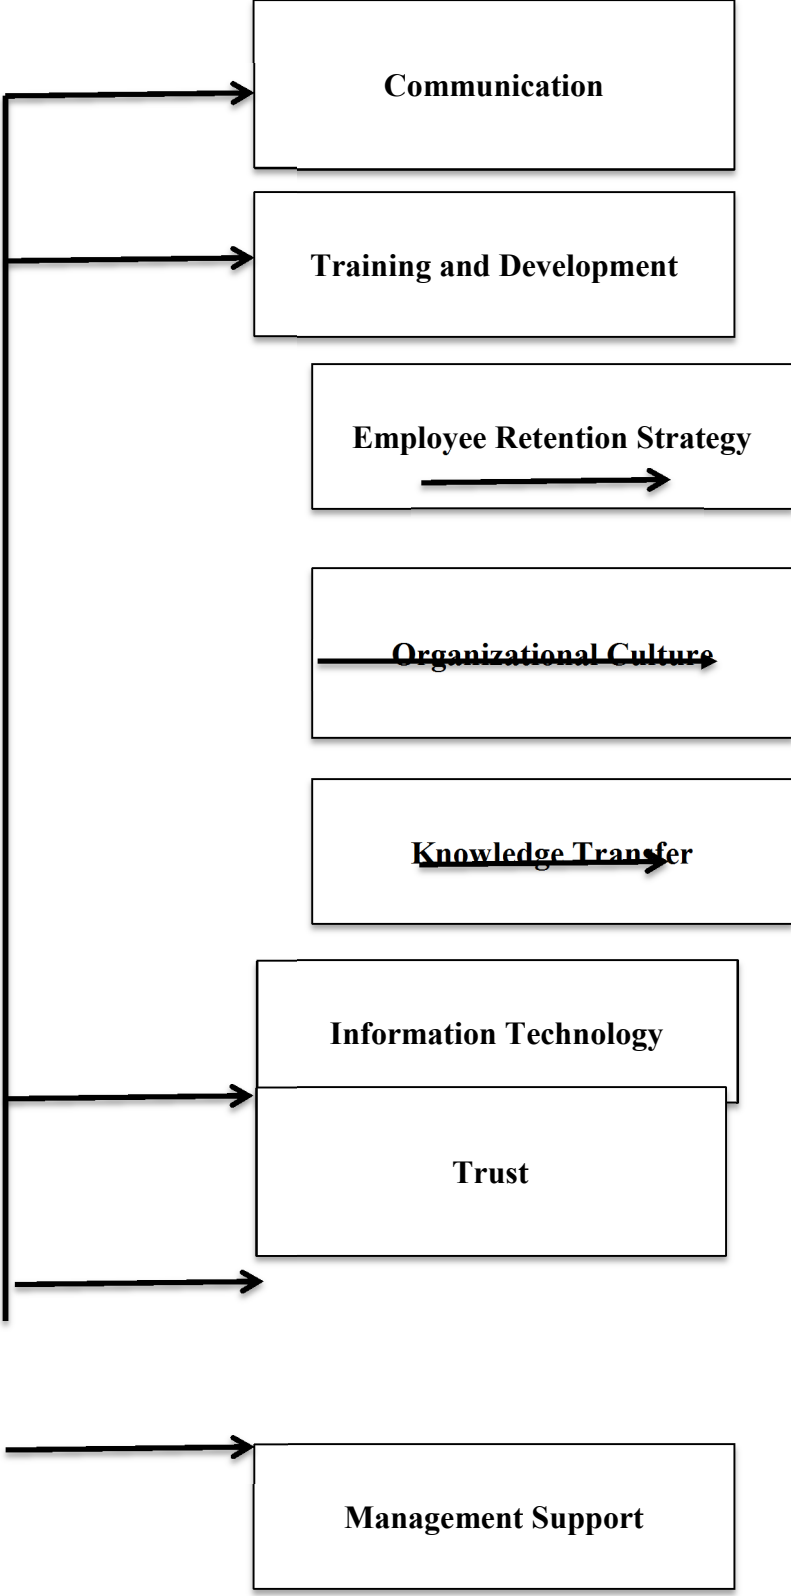 Communication
Training and Development
Employee Retention Strategy
Organizational Culture
Knowledge Transfer
Information Technology
Trust
Management Support